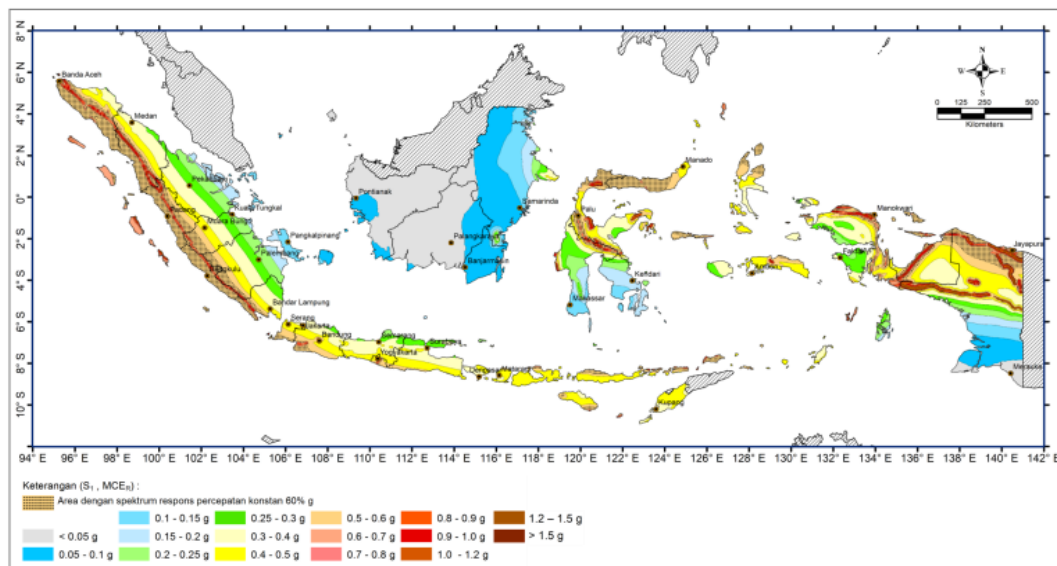 8° N
6° N
4° N
2° N
0°
2° S
4° S
6° S
8° S
10° S
N
W E
S
0 125 250 500
Kilometers
Banda Aceh
Medan
Pekanbaru
Padang
Kuala Tungkal
Muara Bungo
Pangkalpinang
Palembang
Bengkulu
Bandar Lampung
Serang
Jakarta
Bandung
Semarang
Yogyakarta
Surabaya
Denpasar
Mataram
Kupang
Pontianak
Palangkaraya
Samarinda
Banjarmasin
Manado
Palu
Kendari
Makassar
Ambon
Manokwari
Fakfak
Jayapura
Merauke
94° E 96° E 98° E 100° E 102° E 104° E 106° E 108° E 110° E 112° E 114° E 116° E 118° E 120° E 122° E 124° E 126° E 128° E 130° E 132° E 134° E 136° E 138° E 140° E 142° E
Keterangan (S₁ , MCE_R) :
Area dengan spektrum respons percepatan konstan 60% g
0.1 - 0.15 g 0.25 - 0.3 g 0.5 - 0.6 g 0.8 - 0.9 g 1.2 – 1.5 g
< 0.05 g 0.15 - 0.2 g 0.3 - 0.4 g 0.6 - 0.7 g 0.9 - 1.0 g > 1.5 g
0.05 - 0.1 g 0.2 - 0.25 g 0.4 - 0.5 g 0.7 - 0.8 g 1.0 - 1.2 g